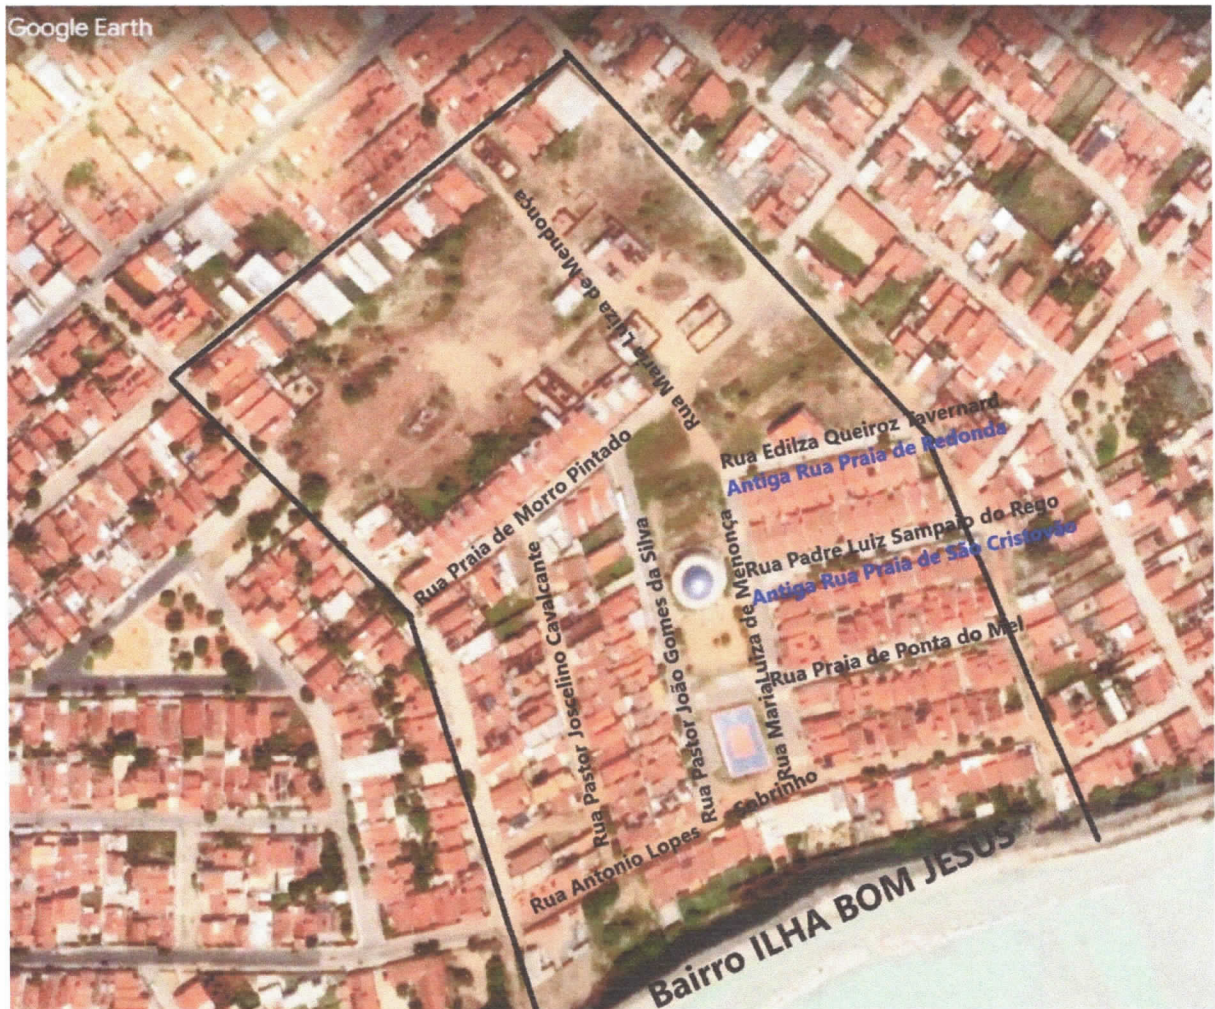 Google Earth
Rua Maria Luiza de Mendonça
Rua Maria Luiza de Mendonça
Rua Edilza Queiroz Tavernard
Antiga Rua Praia de Redonda
Rua Praia de Morro Pintado
Rua Padre Luiz Sampaio do Rego
Antiga Rua Praia de São Cristovão
Rua Pastor Joscelino Cavalcante
Rua Pastor João Gomes da Silva
Rua Praia de Ponta do Mel
Rua Antonio Lopes Sobrinho
Bairro ILHA BOM JESUS